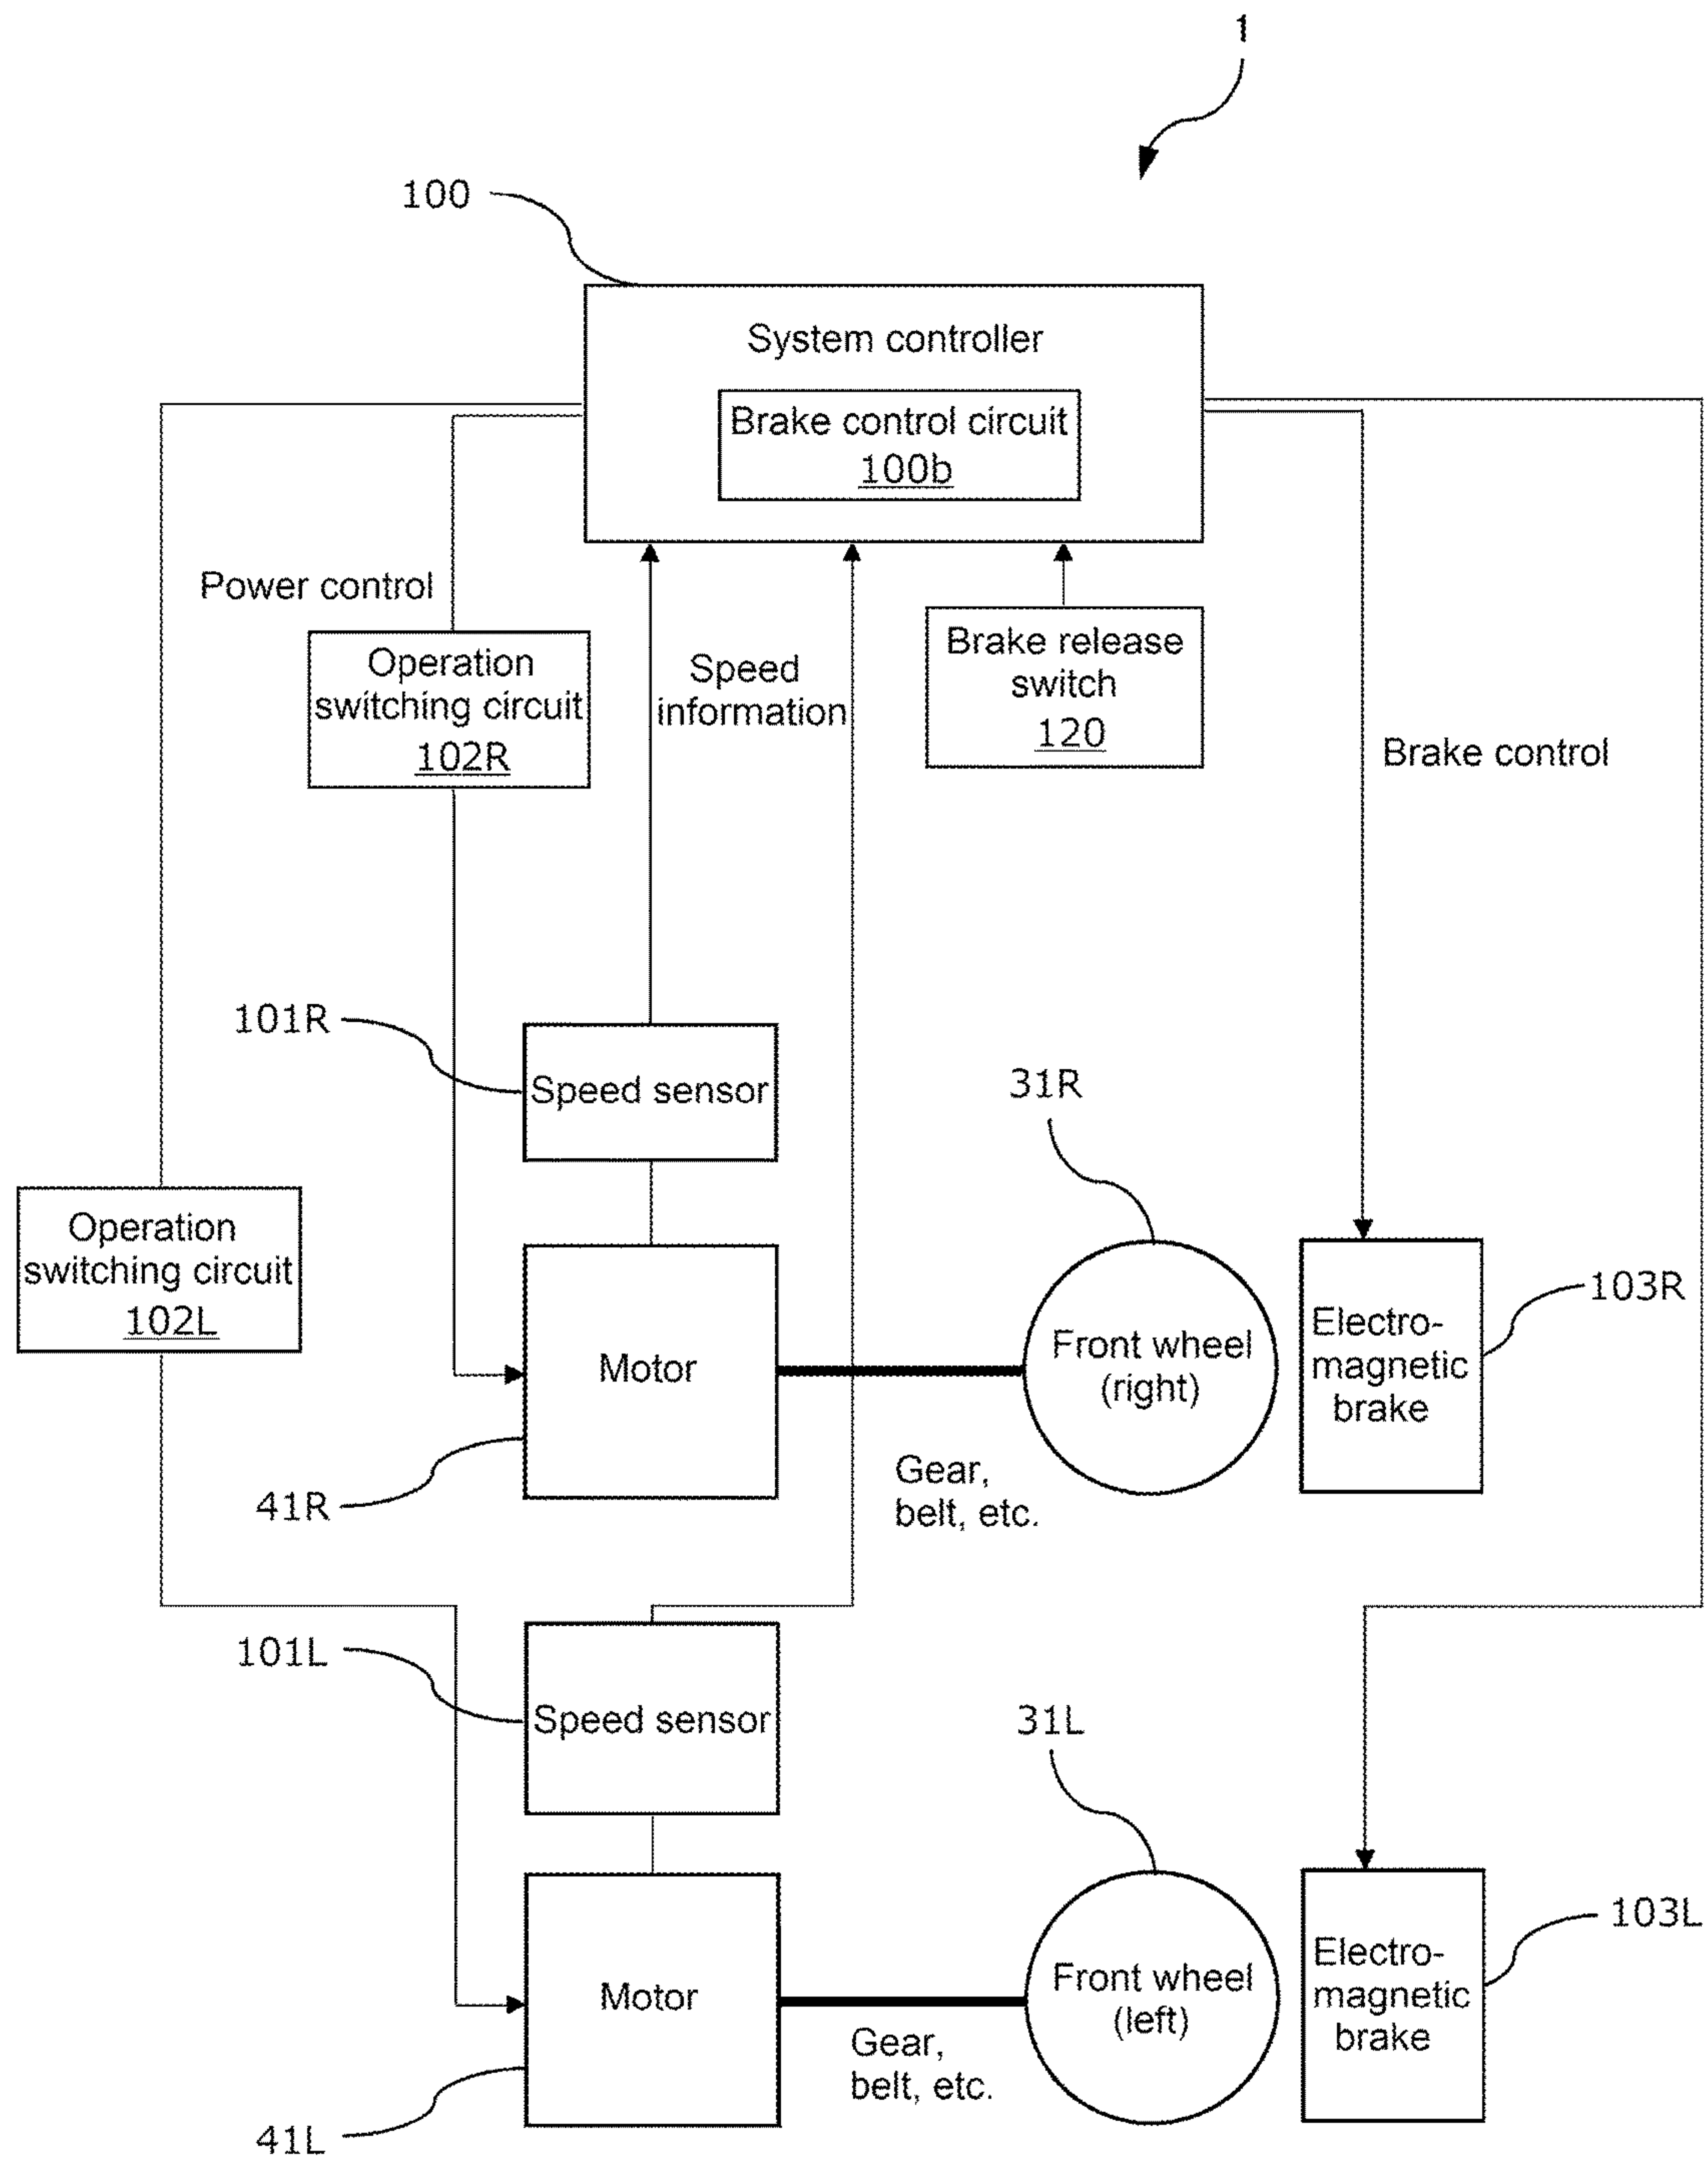 1
100
System controller
Brake control circuit
100b
Power control
Operation
switching circuit
102R
Speed
information
Brake release
switch
120
Brake control
101R
Speed sensor
31R
Operation
switching circuit
102L
Motor
Front wheel
(right)
Electro-
magnetic
brake
103R
41R
Gear,
belt, etc.
101L
Speed sensor
31L
Motor
Front wheel
(left)
Electro-
magnetic
brake
103L
Gear,
belt, etc.
41L